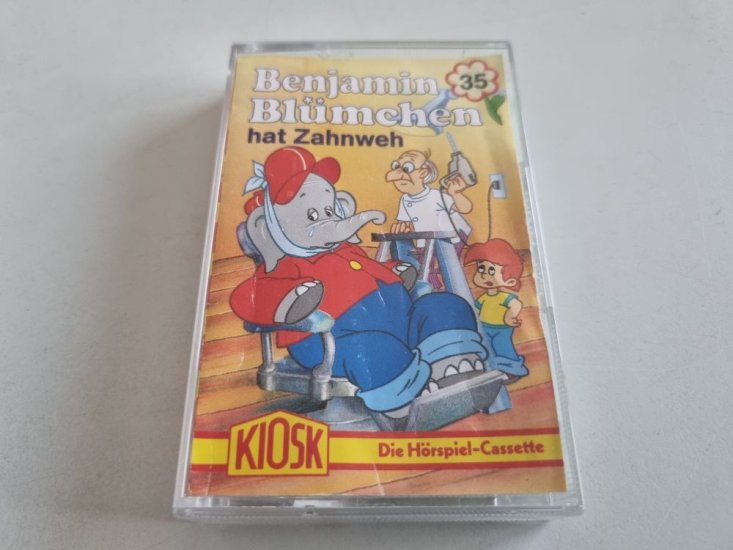 Benjamin
35
Blümchen
hat Zahnweh
KIOSK
Die Hörspiel-Cassette